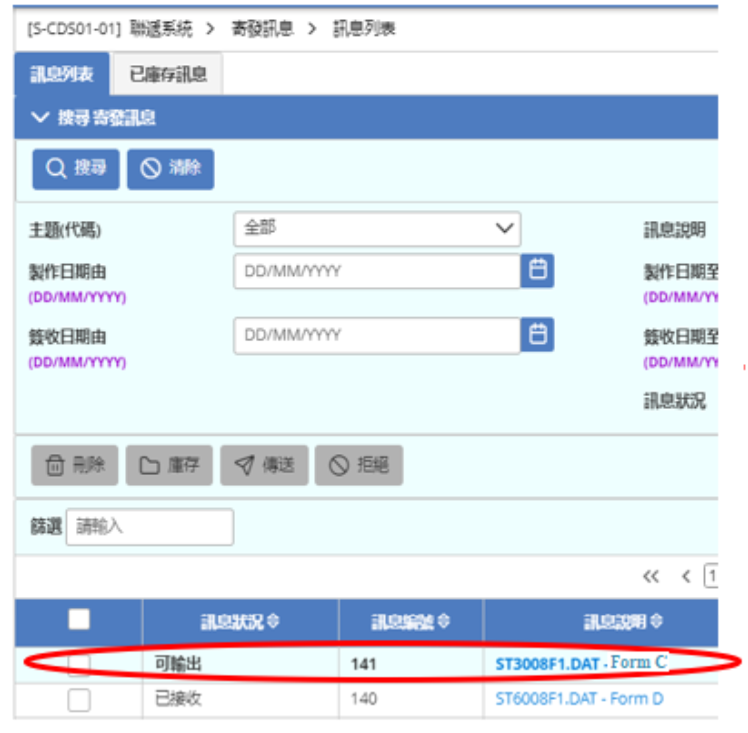 [S-CDS01-01] 聯遞系統 > 寄發訊息 > 訊息列表
訊息列表 已庫存訊息
搜尋 寄發訊息
搜尋 清除
主題(代碼) 全部 訊息說明
製作日期由 DD/MM/YYYY 製作日期至
(DD/MM/YYYY) (DD/MM/YY
簽收日期由 DD/MM/YYYY 簽收日期至
(DD/MM/YYYY) (DD/MM/YY
訊息狀況
刪除 庫存 傳送 拒絕
篩選 請輸入
« < 1
訊息狀況 訊息編號 訊息說明
可輸出 141 ST3008F1.DAT - Form C
已接收 140 ST6008F1.DAT - Form D